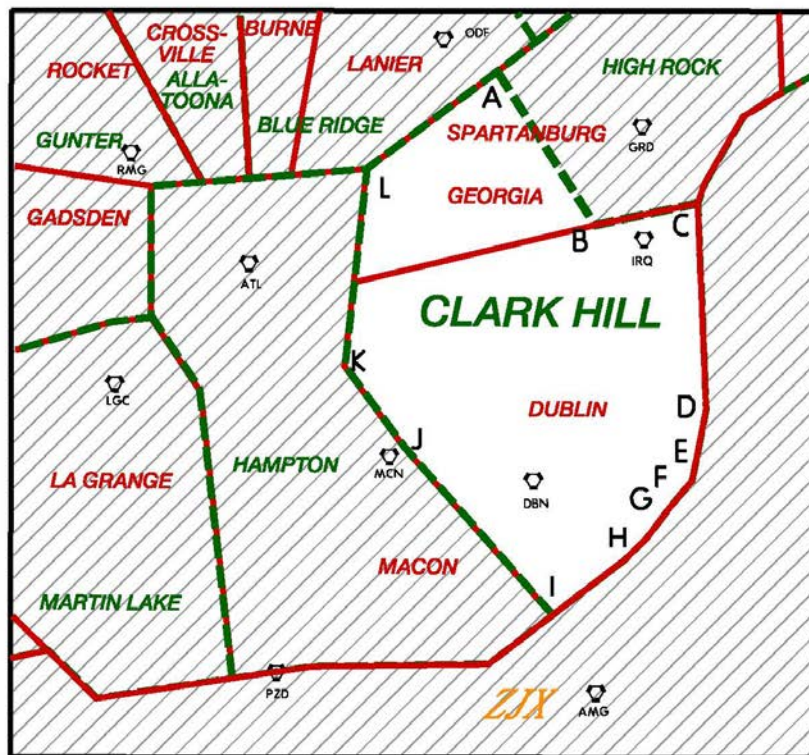 CROSS-
VILLE
ALLA-
TOONA
BURNE
LANIER
ODF
ROCKET
HIGH ROCK
A
GUNTER
RMG
BLUE RIDGE
SPARTANBURG
GRD
L
GEORGIA
GADSDEN
B
C
IRQ
ATL
CLARK HILL
K
LGC
DUBLIN
D
J
E
HAMPTON
MCN
F
LA GRANGE
DBN
G
H
MACON
I
MARTIN LAKE
PZD
ZJX
AMG